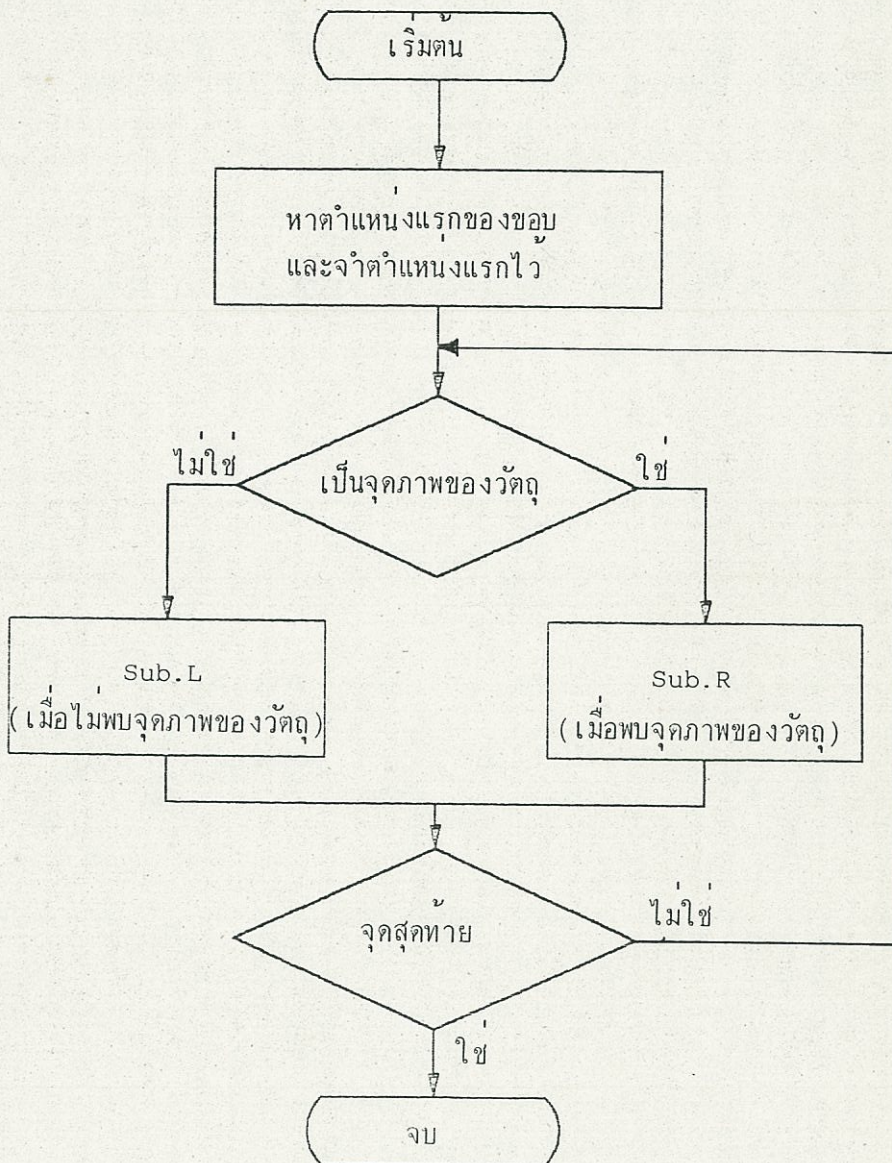 เริ่มต้น
หาตำแหน่งแรกของขอบ
และจำตำแหน่งแรกไว้
ไม่ใช่
เป็นจุดภาพของวัตถุ
ใช่
Sub.L
(เมื่อไม่พบจุดภาพของวัตถุ)
Sub.R
(เมื่อพบจุดภาพของวัตถุ)
จุดสุดท้าย
ไม่ใช่
ใช่
จบ